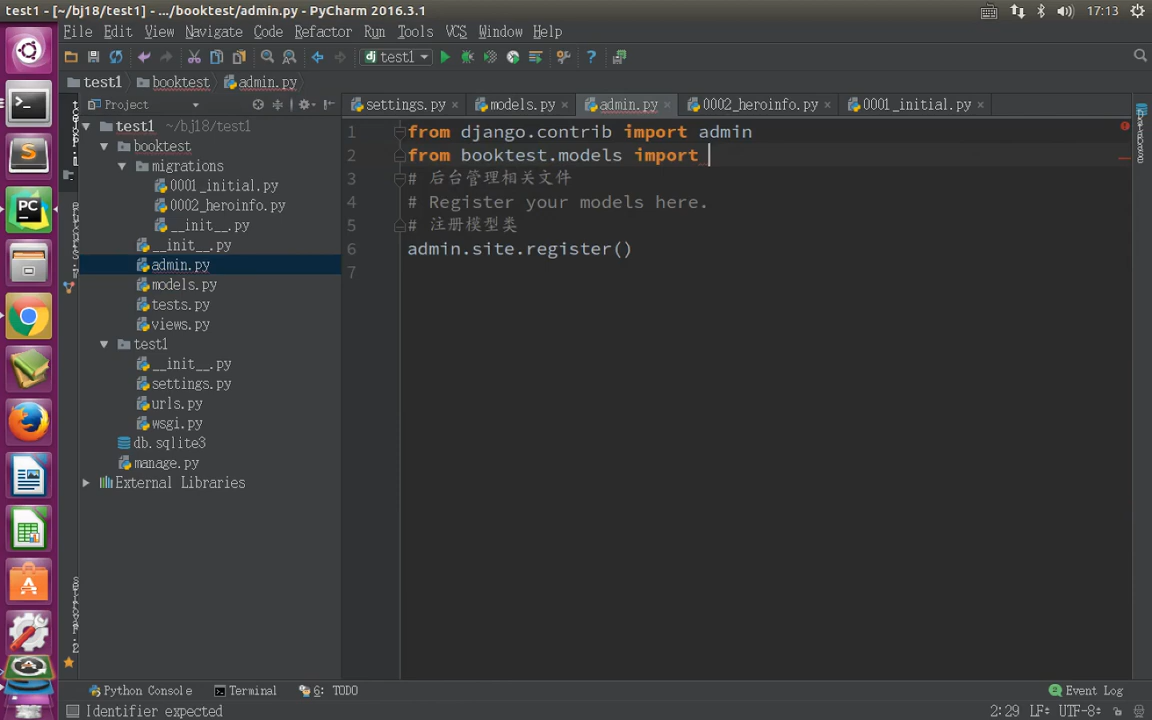 test1 - [~/bj18/test1] - .../booktest/admin.py - PyCharm 2016.3.1
17:13
File Edit View Navigate Code Refactor Run Tools VCS Window Help
test1
test1 booktest admin.py
Project
settings.py models.py admin.py 0002_heroinfo.py 0001_initial.py
test1 ~/bj18/test1
booktest
migrations
0001_initial.py
0002_heroinfo.py
__init__.py
__init__.py
admin.py
models.py
tests.py
views.py
test1
__init__.py
settings.py
urls.py
wsgi.py
db.sqlite3
manage.py
External Libraries
1 from django.contrib import admin
2 from booktest.models import
3 # 后台管理相关文件
4 # Register your models here.
5 # 注册模型类
6 admin.site.register()
7
Python Console Terminal 6: TODO Event Log
Identifier expected 2:29 LF÷ UTF-8÷